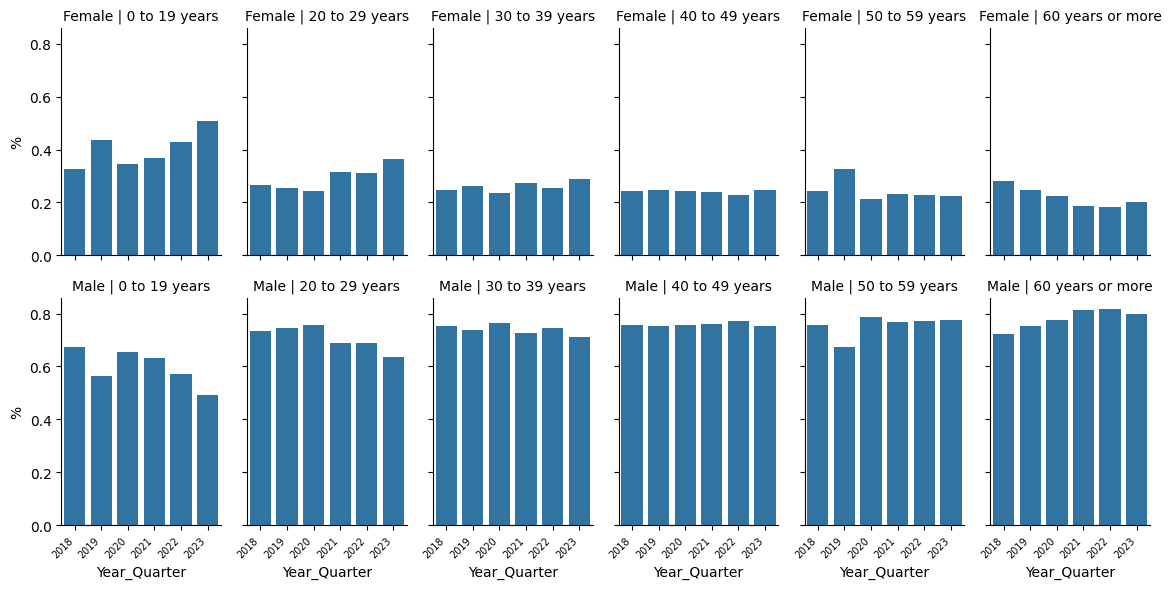 Female | 0 to 19 years
Female | 20 to 29 years
Female | 30 to 39 years
Female | 40 to 49 years
Female | 50 to 59 years
Female | 60 years or more
%
0.8
0.6
0.4
0.2
0.0
Male | 0 to 19 years
Male | 20 to 29 years
Male | 30 to 39 years
Male | 40 to 49 years
Male | 50 to 59 years
Male | 60 years or more
%
0.8
0.6
0.4
0.2
0.0
2018 2019 2020 2021 2022 2023
2018 2019 2020 2021 2022 2023
2018 2019 2020 2021 2022 2023
2018 2019 2020 2021 2022 2023
2018 2019 2020 2021 2022 2023
2018 2019 2020 2021 2022 2023
Year_Quarter
Year_Quarter
Year_Quarter
Year_Quarter
Year_Quarter
Year_Quarter